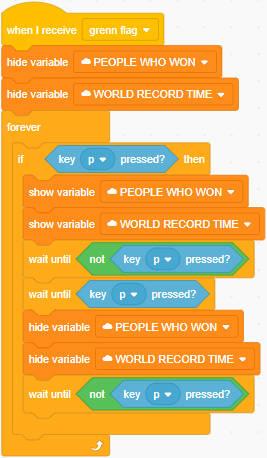 when I receive grenn flag
hide variable PEOPLE WHO WON
hide variable WORLD RECORD TIME
forever
if key p pressed? then
show variable PEOPLE WHO WON
show variable WORLD RECORD TIME
wait until not key p pressed?
wait until key p pressed?
hide variable PEOPLE WHO WON
hide variable WORLD RECORD TIME
wait until not key p pressed?